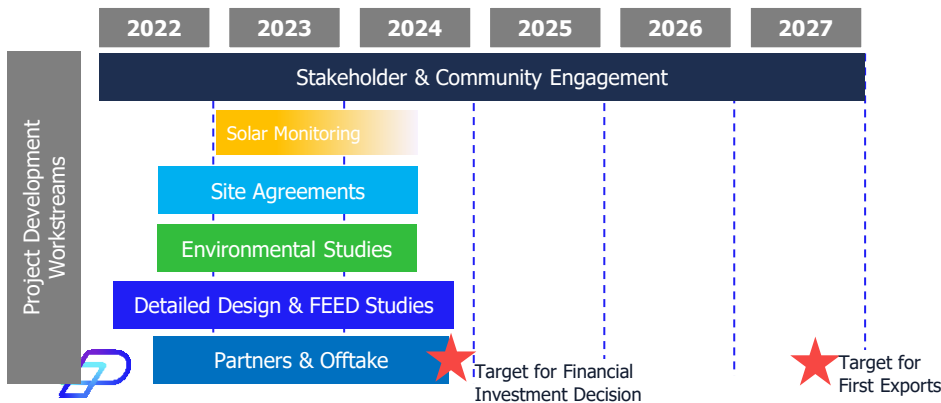 2022 2023 2024 2025 2026 2027
Project Development
Workstreams
Stakeholder & Community Engagement
Solar Monitoring
Site Agreements
Environmental Studies
Detailed Design & FEED Studies
Partners & Offtake
Target for Financial
Investment Decision
Target for
First Exports